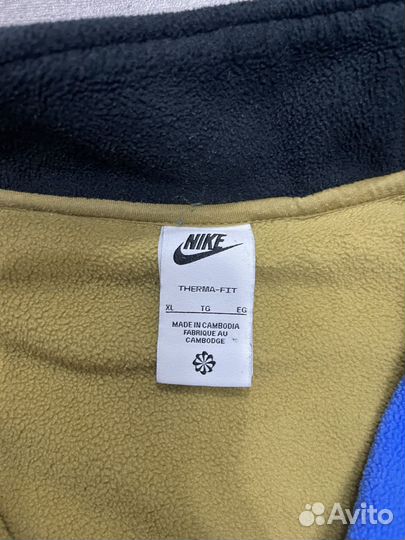 NIKE
THERMA-FIT
XL TG EG
MADE IN CAMBODIA
FABRIQUE AU
CAMBODGE
Avito